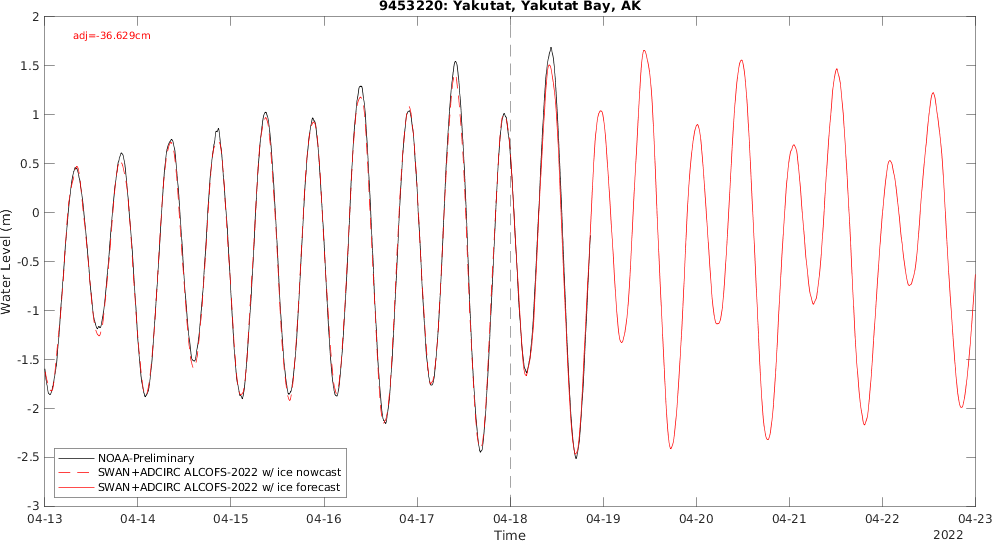 9453220: Yakutat, Yakutat Bay, AK
adj=-36.629cm
2
1.5
1
0.5
0
-0.5
-1
-1.5
-2
-2.5
-3
Water Level (m)
NOAA-Preliminary
SWAN+ADCIRC ALCOFS-2022 w/ ice nowcast
SWAN+ADCIRC ALCOFS-2022 w/ ice forecast
04-13 04-14 04-15 04-16 04-17 04-18 04-19 04-20 04-21 04-22 04-23
Time
2022